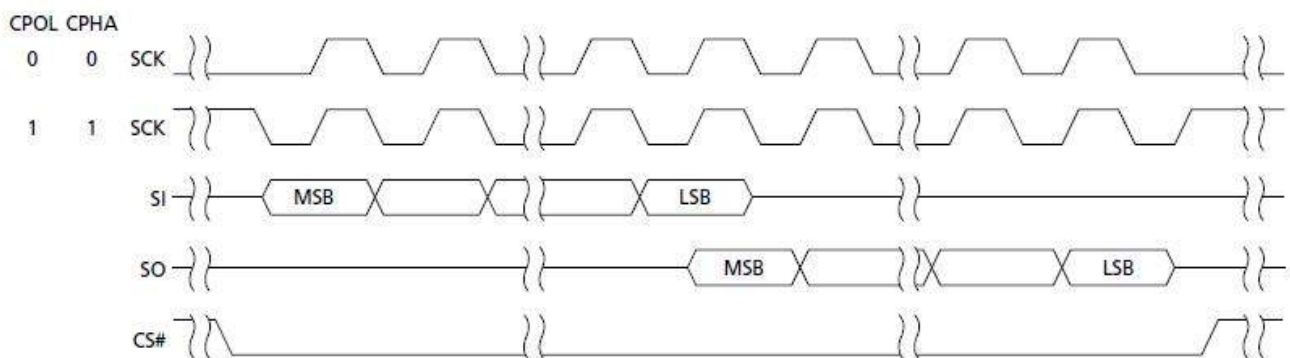 CPOL CPHA
0 0 SCK
1 1 SCK
SI MSB LSB
SO MSB LSB
CS#